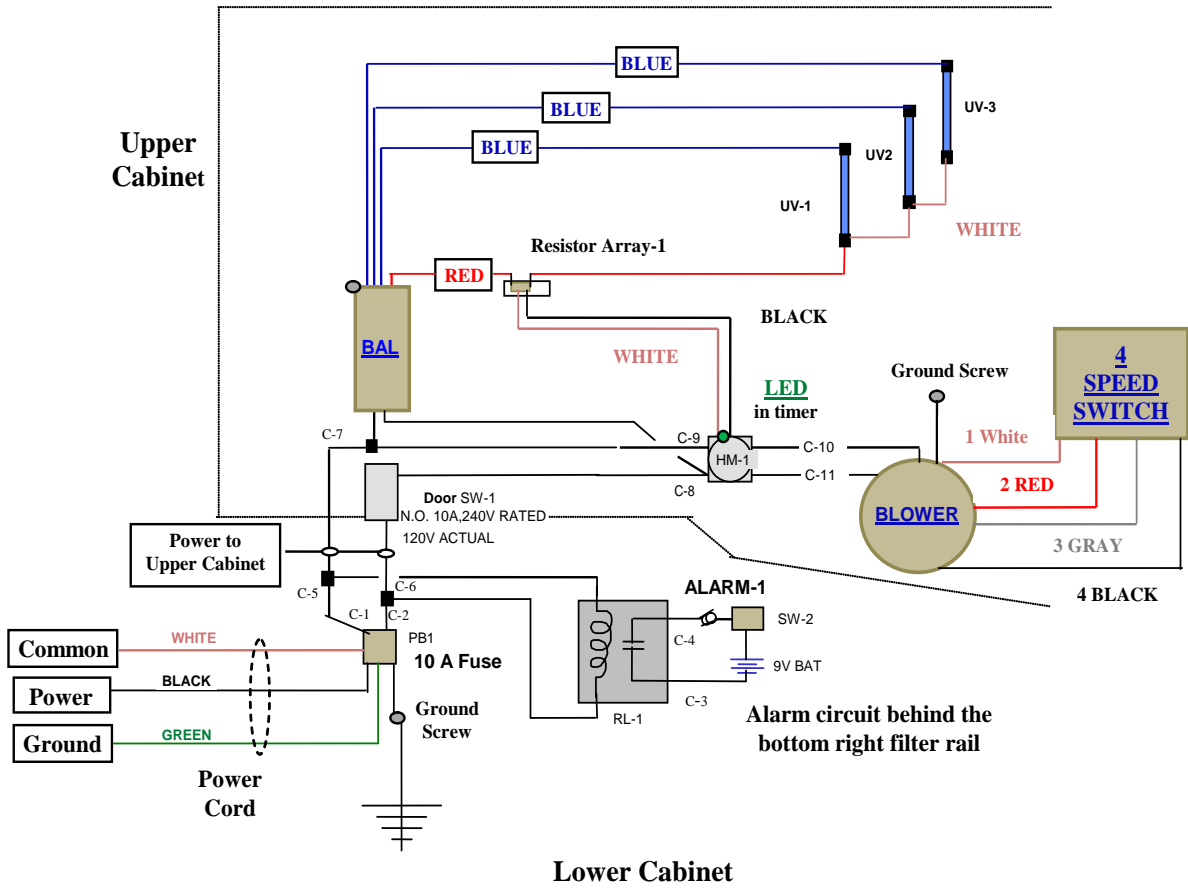 BLUE
BLUE
BLUE
UV-3
UV2
UV-1
Upper
Cabinet
WHITE
Resistor Array-1
RED
BLACK
WHITE
BAL
LED
in timer
Ground Screw
4
SPEED
SWITCH
1 White
2 RED
3 GRAY
4 BLACK
BLOWER
C-7
C-9
C-10
HM-1
C-8
C-11
Door SW-1
N.O. 10A,240V RATED
120V ACTUAL
Power to
Upper Cabinet
C-5
C-6
C-1
C-2
PB1
10 A Fuse
ALARM-1
SW-2
C-4
9V BAT
C-3
RL-1
Common
WHITE
Power
BLACK
Ground
GREEN
Ground
Screw
Power
Cord
Alarm circuit behind the
bottom right filter rail
Lower Cabinet